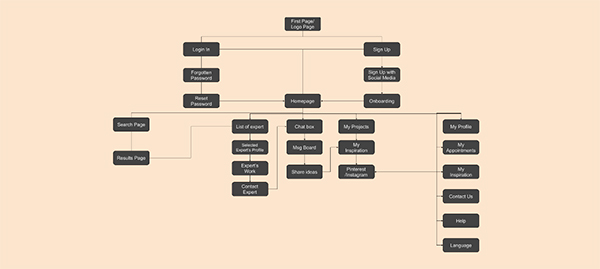 First Page/
Logo Page
Login In
Sign Up
Forgotten
Password
Sign Up with
Social Media
Reset
Password
Homepage
Onboarding
Search Page
List of expert
Chat box
My Projects
My Profile
Results Page
Selected
Expert's Profile
Msg Board
My
Inspiration
My
Appointments
Expert's
Work
Share ideas
Pinterest
/Instagram
My
Inspiration
Contact
Expert
Contact Us
Help
Language